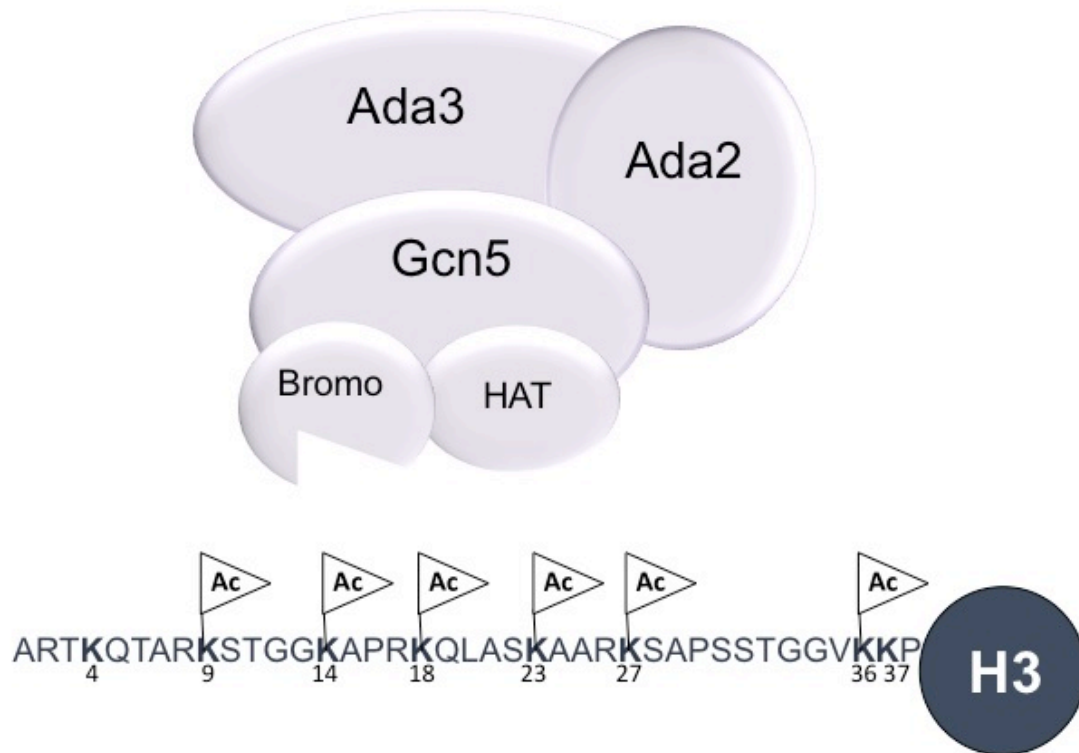 Ada3
Ada2
Gcn5
Bromo
HAT
Ac Ac Ac Ac Ac Ac
ARTKQTARKSTGGKAPRKQLASKAARKSAPSSTGGVKKP
4 9 14 18 23 27 36 37
H3